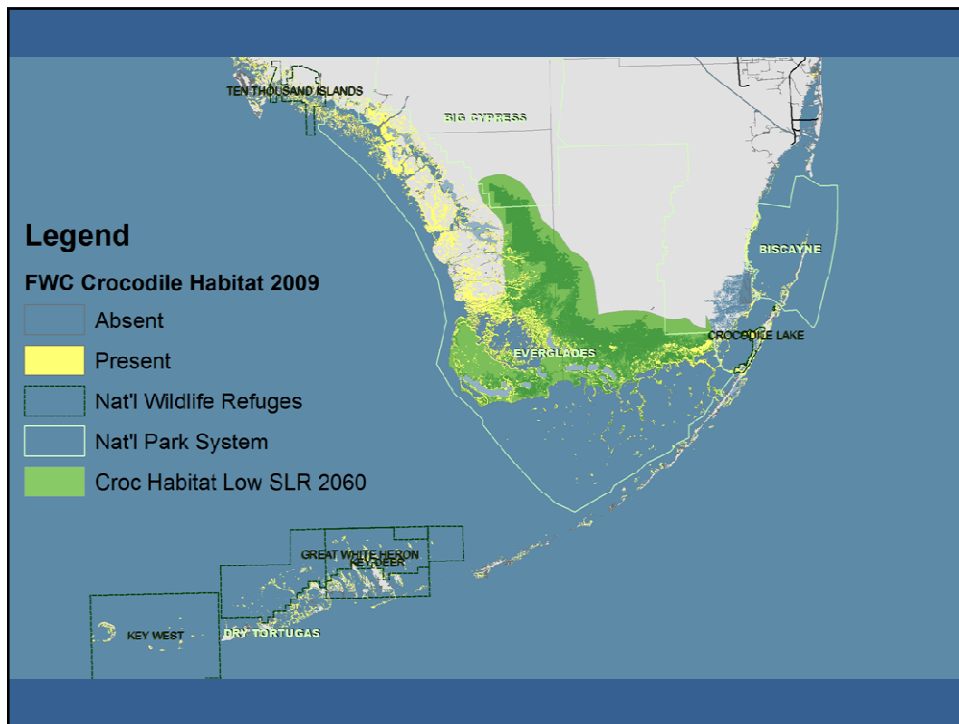 TEN THOUSAND ISLANDS
BIG CYPRESS
Legend
BISCAYNE
FWC Crocodile Habitat 2009
Absent
CROCODILE LAKE
Present
EVERGLADES
Nat'l Wildlife Refuges
Nat'l Park System
Croc Habitat Low SLR 2060
GREAT WHITE HERON
KEY DEER
KEY WEST
DRY TORTUGAS